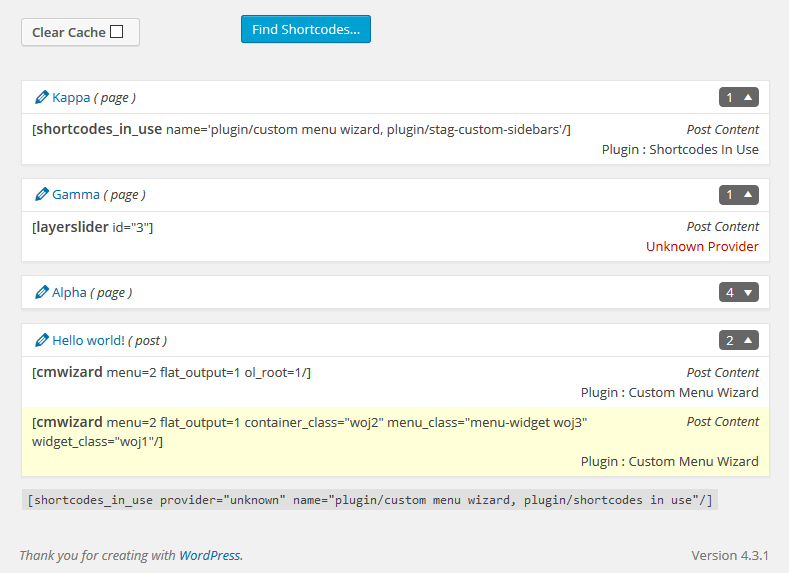 Clear Cache
Find Shortcodes...
Kappa ( page )
1
[shortcodes_in_use name='plugin/custom menu wizard, plugin/stag-custom-sidebars'/]
Post Content
Plugin : Shortcodes In Use
Gamma ( page )
1
[layerslider id="3"]
Post Content
Unknown Provider
Alpha ( page )
4
Hello world! ( post )
2
[cmwizard menu=2 flat_output=1 ol_root=1/]
Post Content
Plugin : Custom Menu Wizard
[cmwizard menu=2 flat_output=1 container_class="woj2" menu_class="menu-widget woj3"
Post Content
widget_class="woj1"/]
Plugin : Custom Menu Wizard
[shortcodes_in_use provider="unknown" name="plugin/custom menu wizard, plugin/shortcodes in use"/]
Thank you for creating with WordPress.
Version 4.3.1